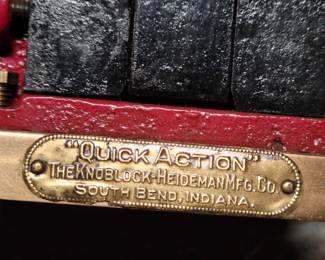 "QUICK ACTION"
THE KNOBLOCK-HEIDEMAN MFG. CO.
SOUTH BEND, INDIANA.